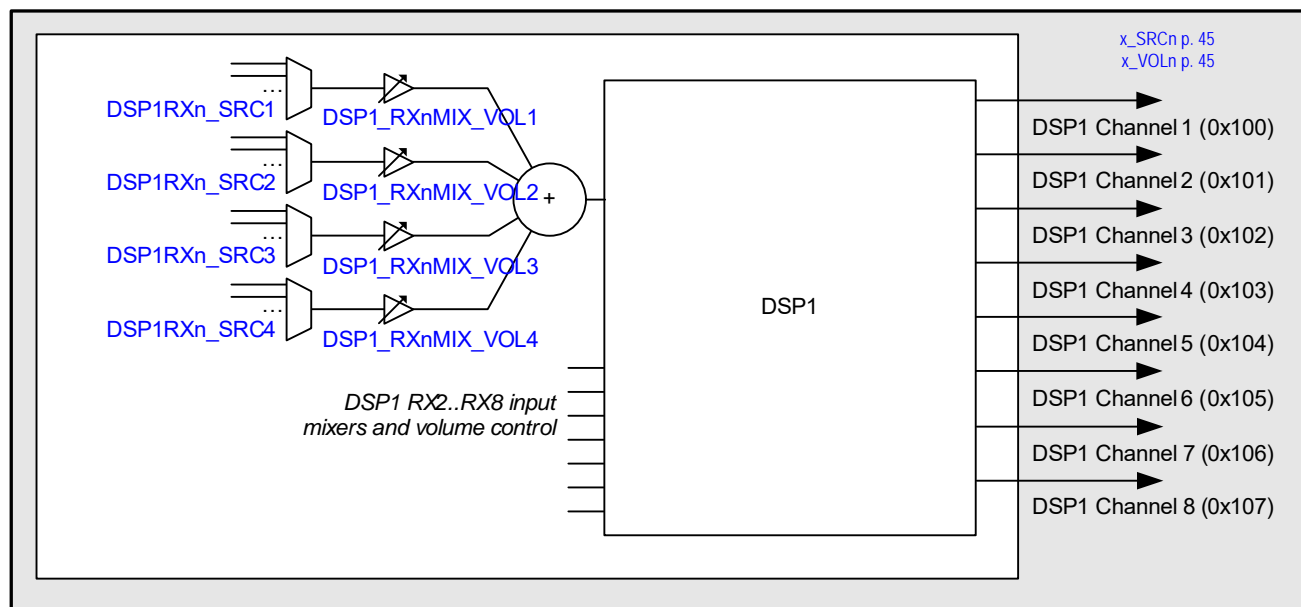 x_SRCn p. 45
x_VOLn p. 45
...
DSP1RXn_SRC1
DSP1_RXnMIX_VOL1
...
DSP1RXn_SRC2
DSP1_RXnMIX_VOL2
...
DSP1RXn_SRC3
DSP1_RXnMIX_VOL3
...
DSP1RXn_SRC4
DSP1_RXnMIX_VOL4
+
DSP1 RX2..RX8 input
mixers and volume control
DSP1
DSP1 Channel 1 (0x100)
DSP1 Channel 2 (0x101)
DSP1 Channel 3 (0x102)
DSP1 Channel 4 (0x103)
DSP1 Channel 5 (0x104)
DSP1 Channel 6 (0x105)
DSP1 Channel 7 (0x106)
DSP1 Channel 8 (0x107)